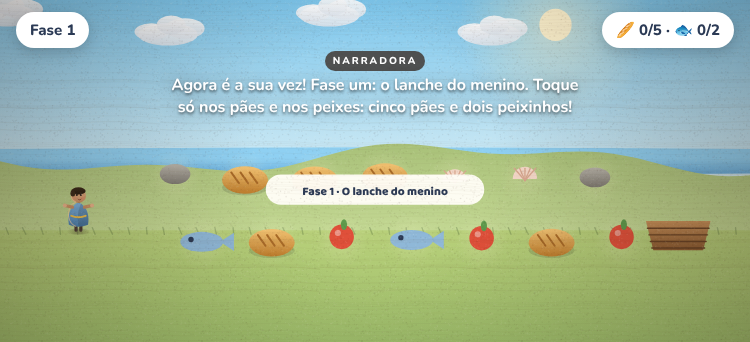 Fase 1
🥖 0/5 · 🐟 0/2
NARRADORA
Agora é a sua vez! Fase um: o lanche do menino. Toque
só nos pães e nos peixes: cinco pães e dois peixinhos!
Fase 1 · O lanche do menino